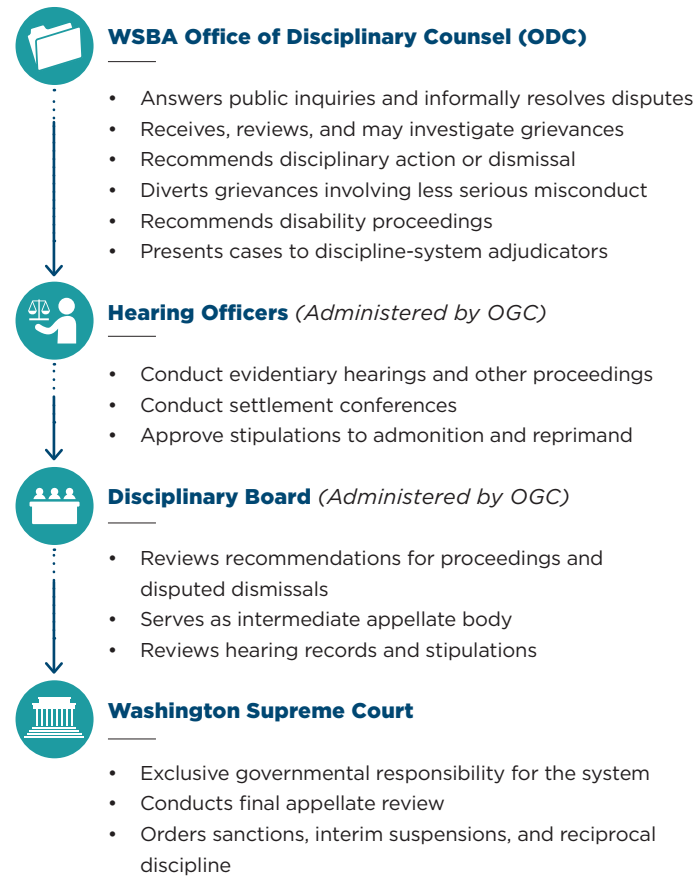 WSBA Office of Disciplinary Counsel (ODC)
• Answers public inquiries and informally resolves disputes
• Receives, reviews, and may investigate grievances
• Recommends disciplinary action or dismissal
• Diverts grievances involving less serious misconduct
• Recommends disability proceedings
• Presents cases to discipline-system adjudicators
Hearing Officers (Administered by OGC)
• Conduct evidentiary hearings and other proceedings
• Conduct settlement conferences
• Approve stipulations to admonition and reprimand
Disciplinary Board (Administered by OGC)
• Reviews recommendations for proceedings and
disputed dismissals
• Serves as intermediate appellate body
• Reviews hearing records and stipulations
Washington Supreme Court
• Exclusive governmental responsibility for the system
• Conducts final appellate review
• Orders sanctions, interim suspensions, and reciprocal
discipline